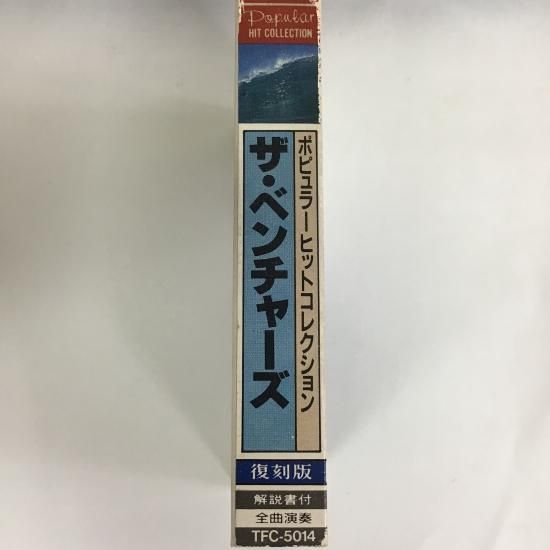 Popular
HIT COLLECTION
ポピュラーヒットコレクション
ザ・ベンチャーズ
復刻版
解説書付
全曲演奏
TFC-5014